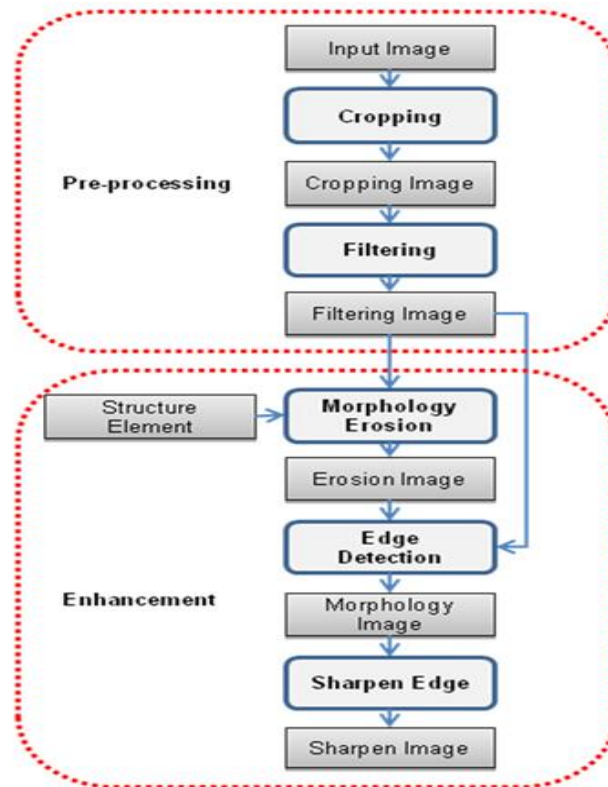 Input Image
Cropping
Pre-processing
Cropping Image
Filtering
Filtering Image
Structure
Element
Morphology
Erosion
Erosion Image
Edge
Detection
Enhancement
Morphology
Image
Sharpen Edge
Sharpen Image